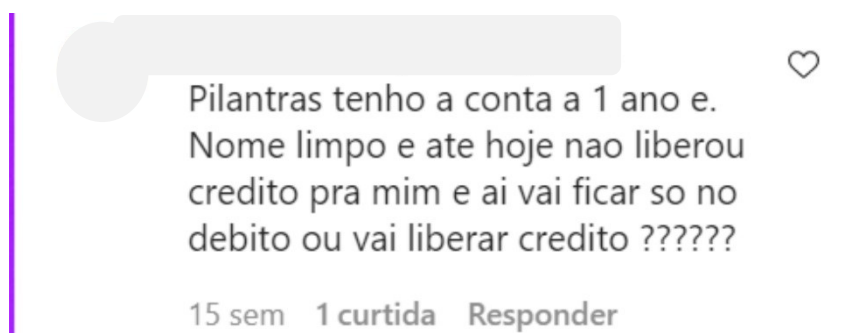 Pilantras tenho a conta a 1 ano e.
Nome limpo e ate hoje nao liberou
credito pra mim e ai vai ficar so no
debito ou vai liberar credito ??????
15 sem 1 curtida Responder